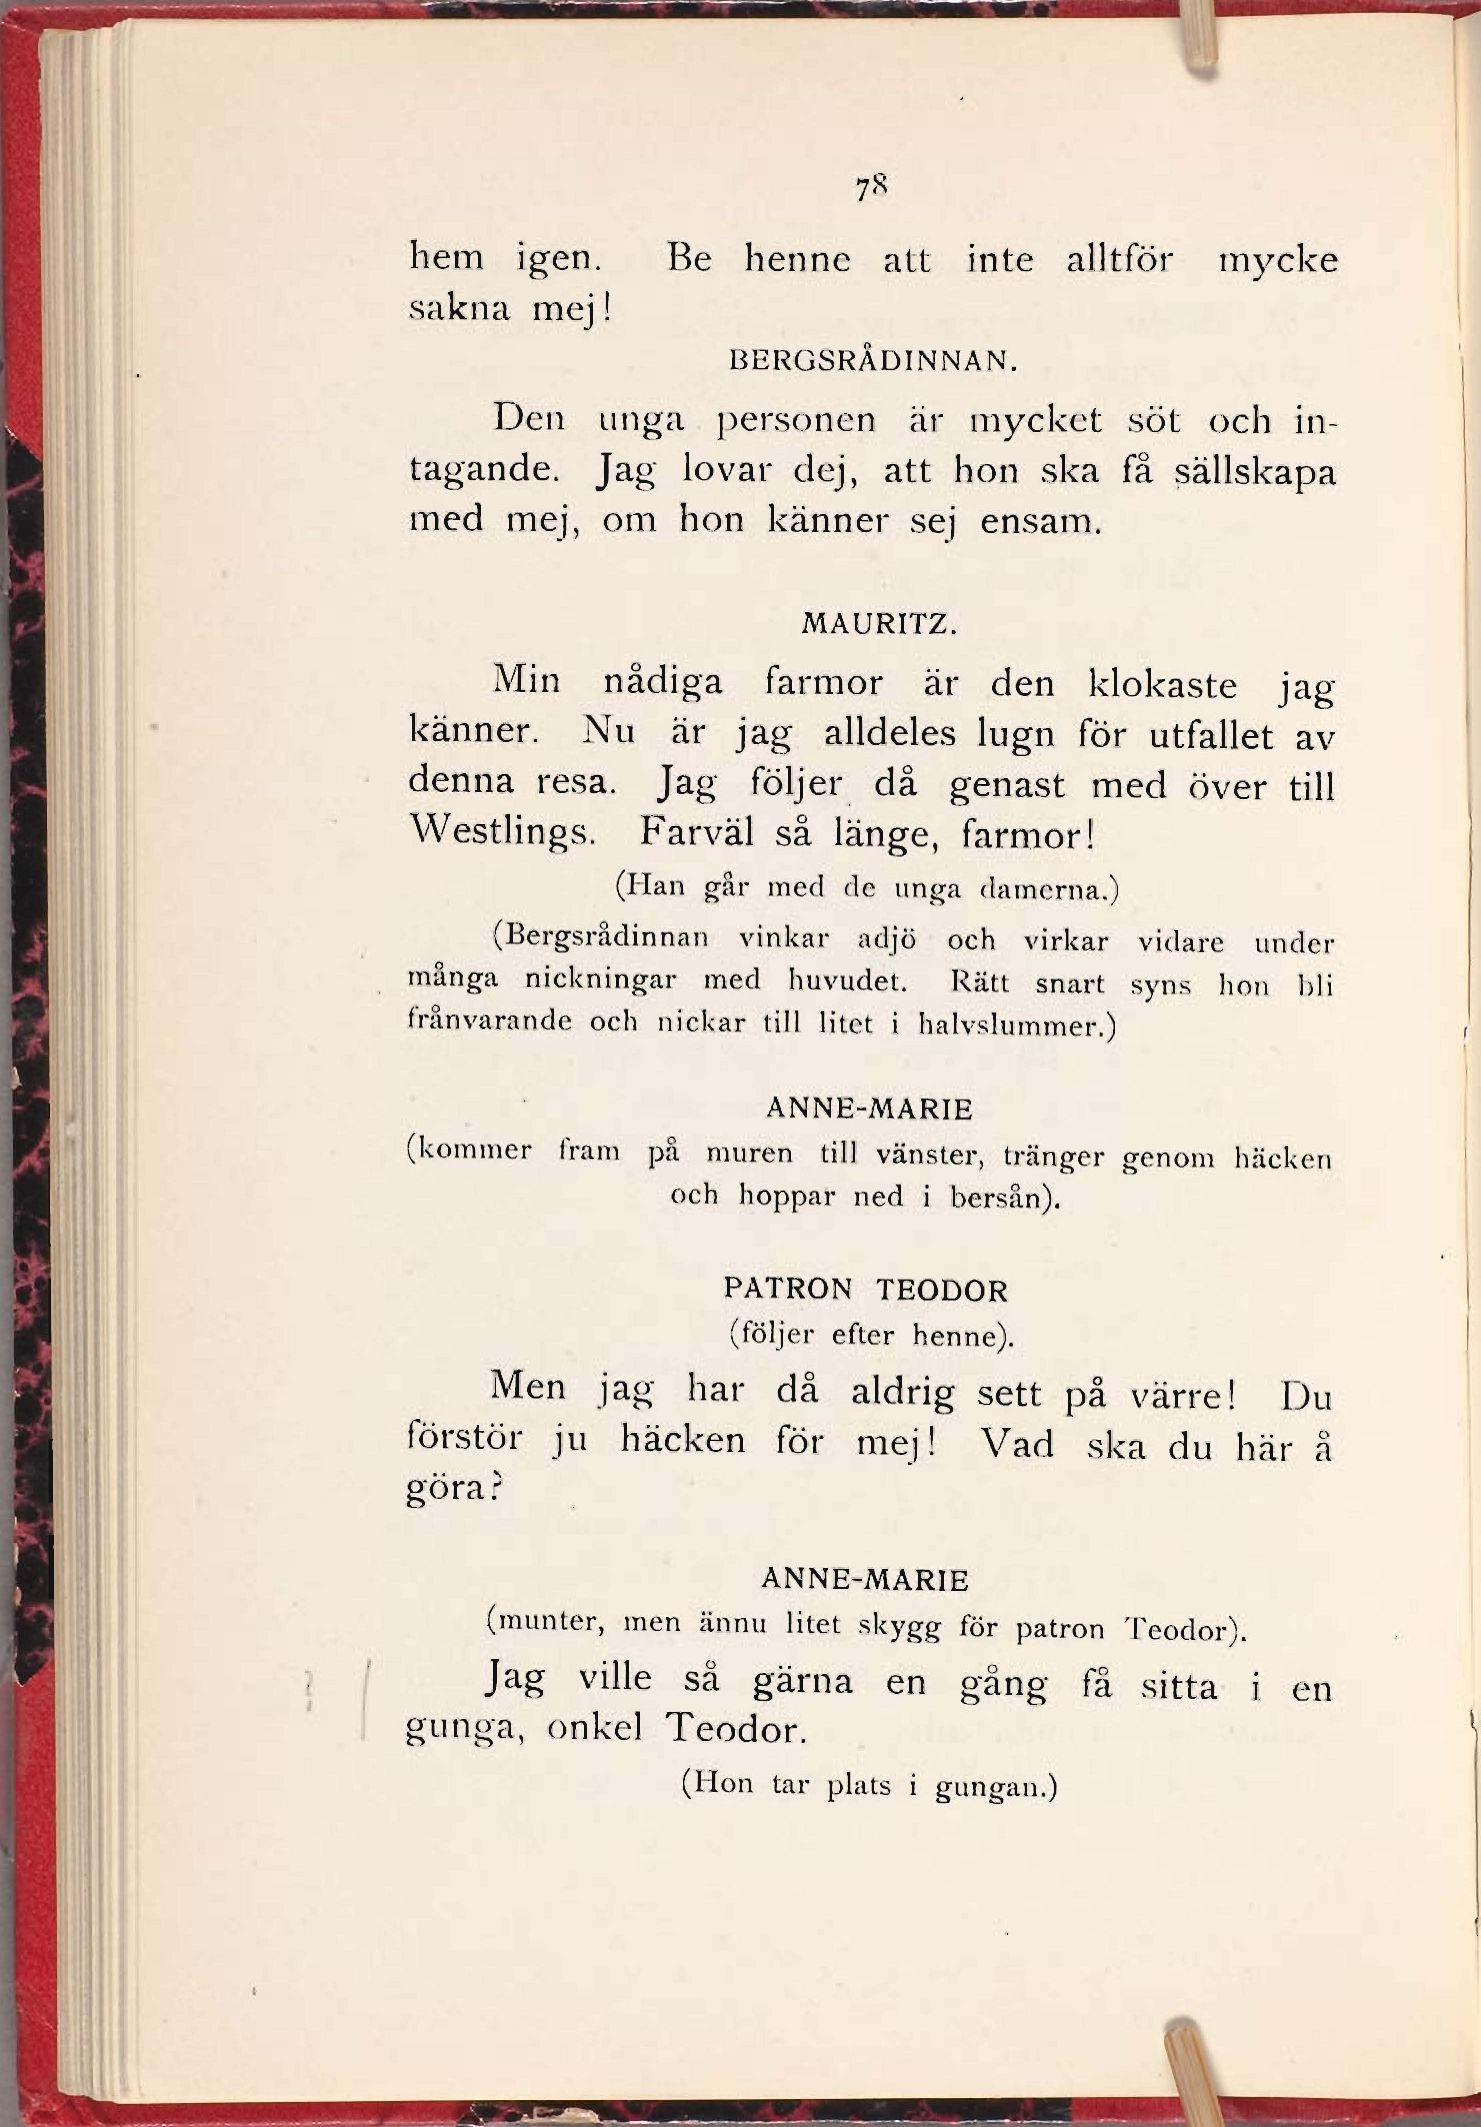 78
hem igen. Be henne att inte alltför mycke
sakna mej!
BERGSRÅDINNAN.
Den unga personen är mycket söt och in-
tagande. Jag lovar dej, att hon ska få sällskapa
med mej, om hon känner sej ensam.
MAURITZ.
Min nådiga farmor är den klokaste jag
känner. Nu är jag alldeles lugn för utfallet av
denna resa. Jag följer då genast med över till
Westlings. Farväl så länge, farmor!
(Han går med de unga damerna.)
(Bergsrådinnan vinkar adjö och virkar vidare under
många nickningar med huvudet. Rätt snart syns hon bli
frånvarande och nickar till litet i halvslummer.)
ANNE-MARIE
(kommer fram på muren till vänster, tränger genom häcken
och hoppar ned i bersån).
PATRON TEODOR
(följer efter henne).
Men jag har då aldrig sett på värre! Du
förstör ju häcken för mej! Vad ska du här å
göra?
ANNE-MARIE
(munter, men ännu litet skygg för patron Teodor).
Jag ville så gärna en gång få sitta i en
gunga, onkel Teodor.
(Hon tar plats i gungan.)